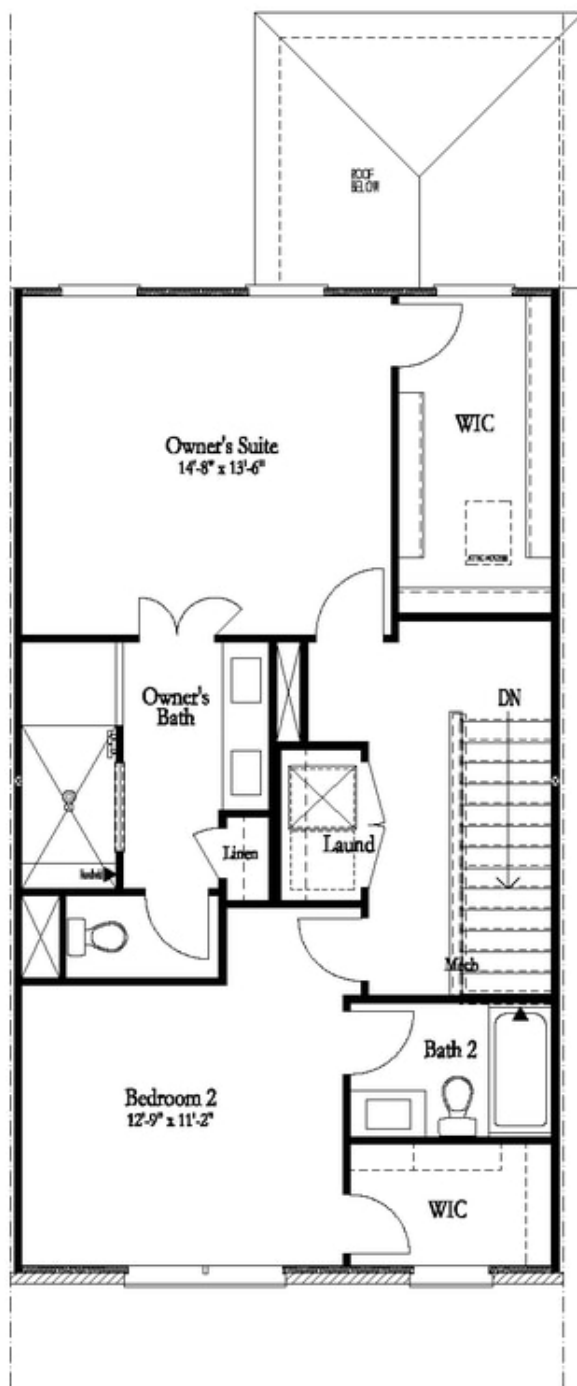 ROOF
BELOW
WIC
Owner's Suite
14'-8" x 13'-6"
Owner's
Bath
DN
Linen
Laund
Mech
Bath 2
Bedroom 2
12'-9" x 11'-2"
WIC